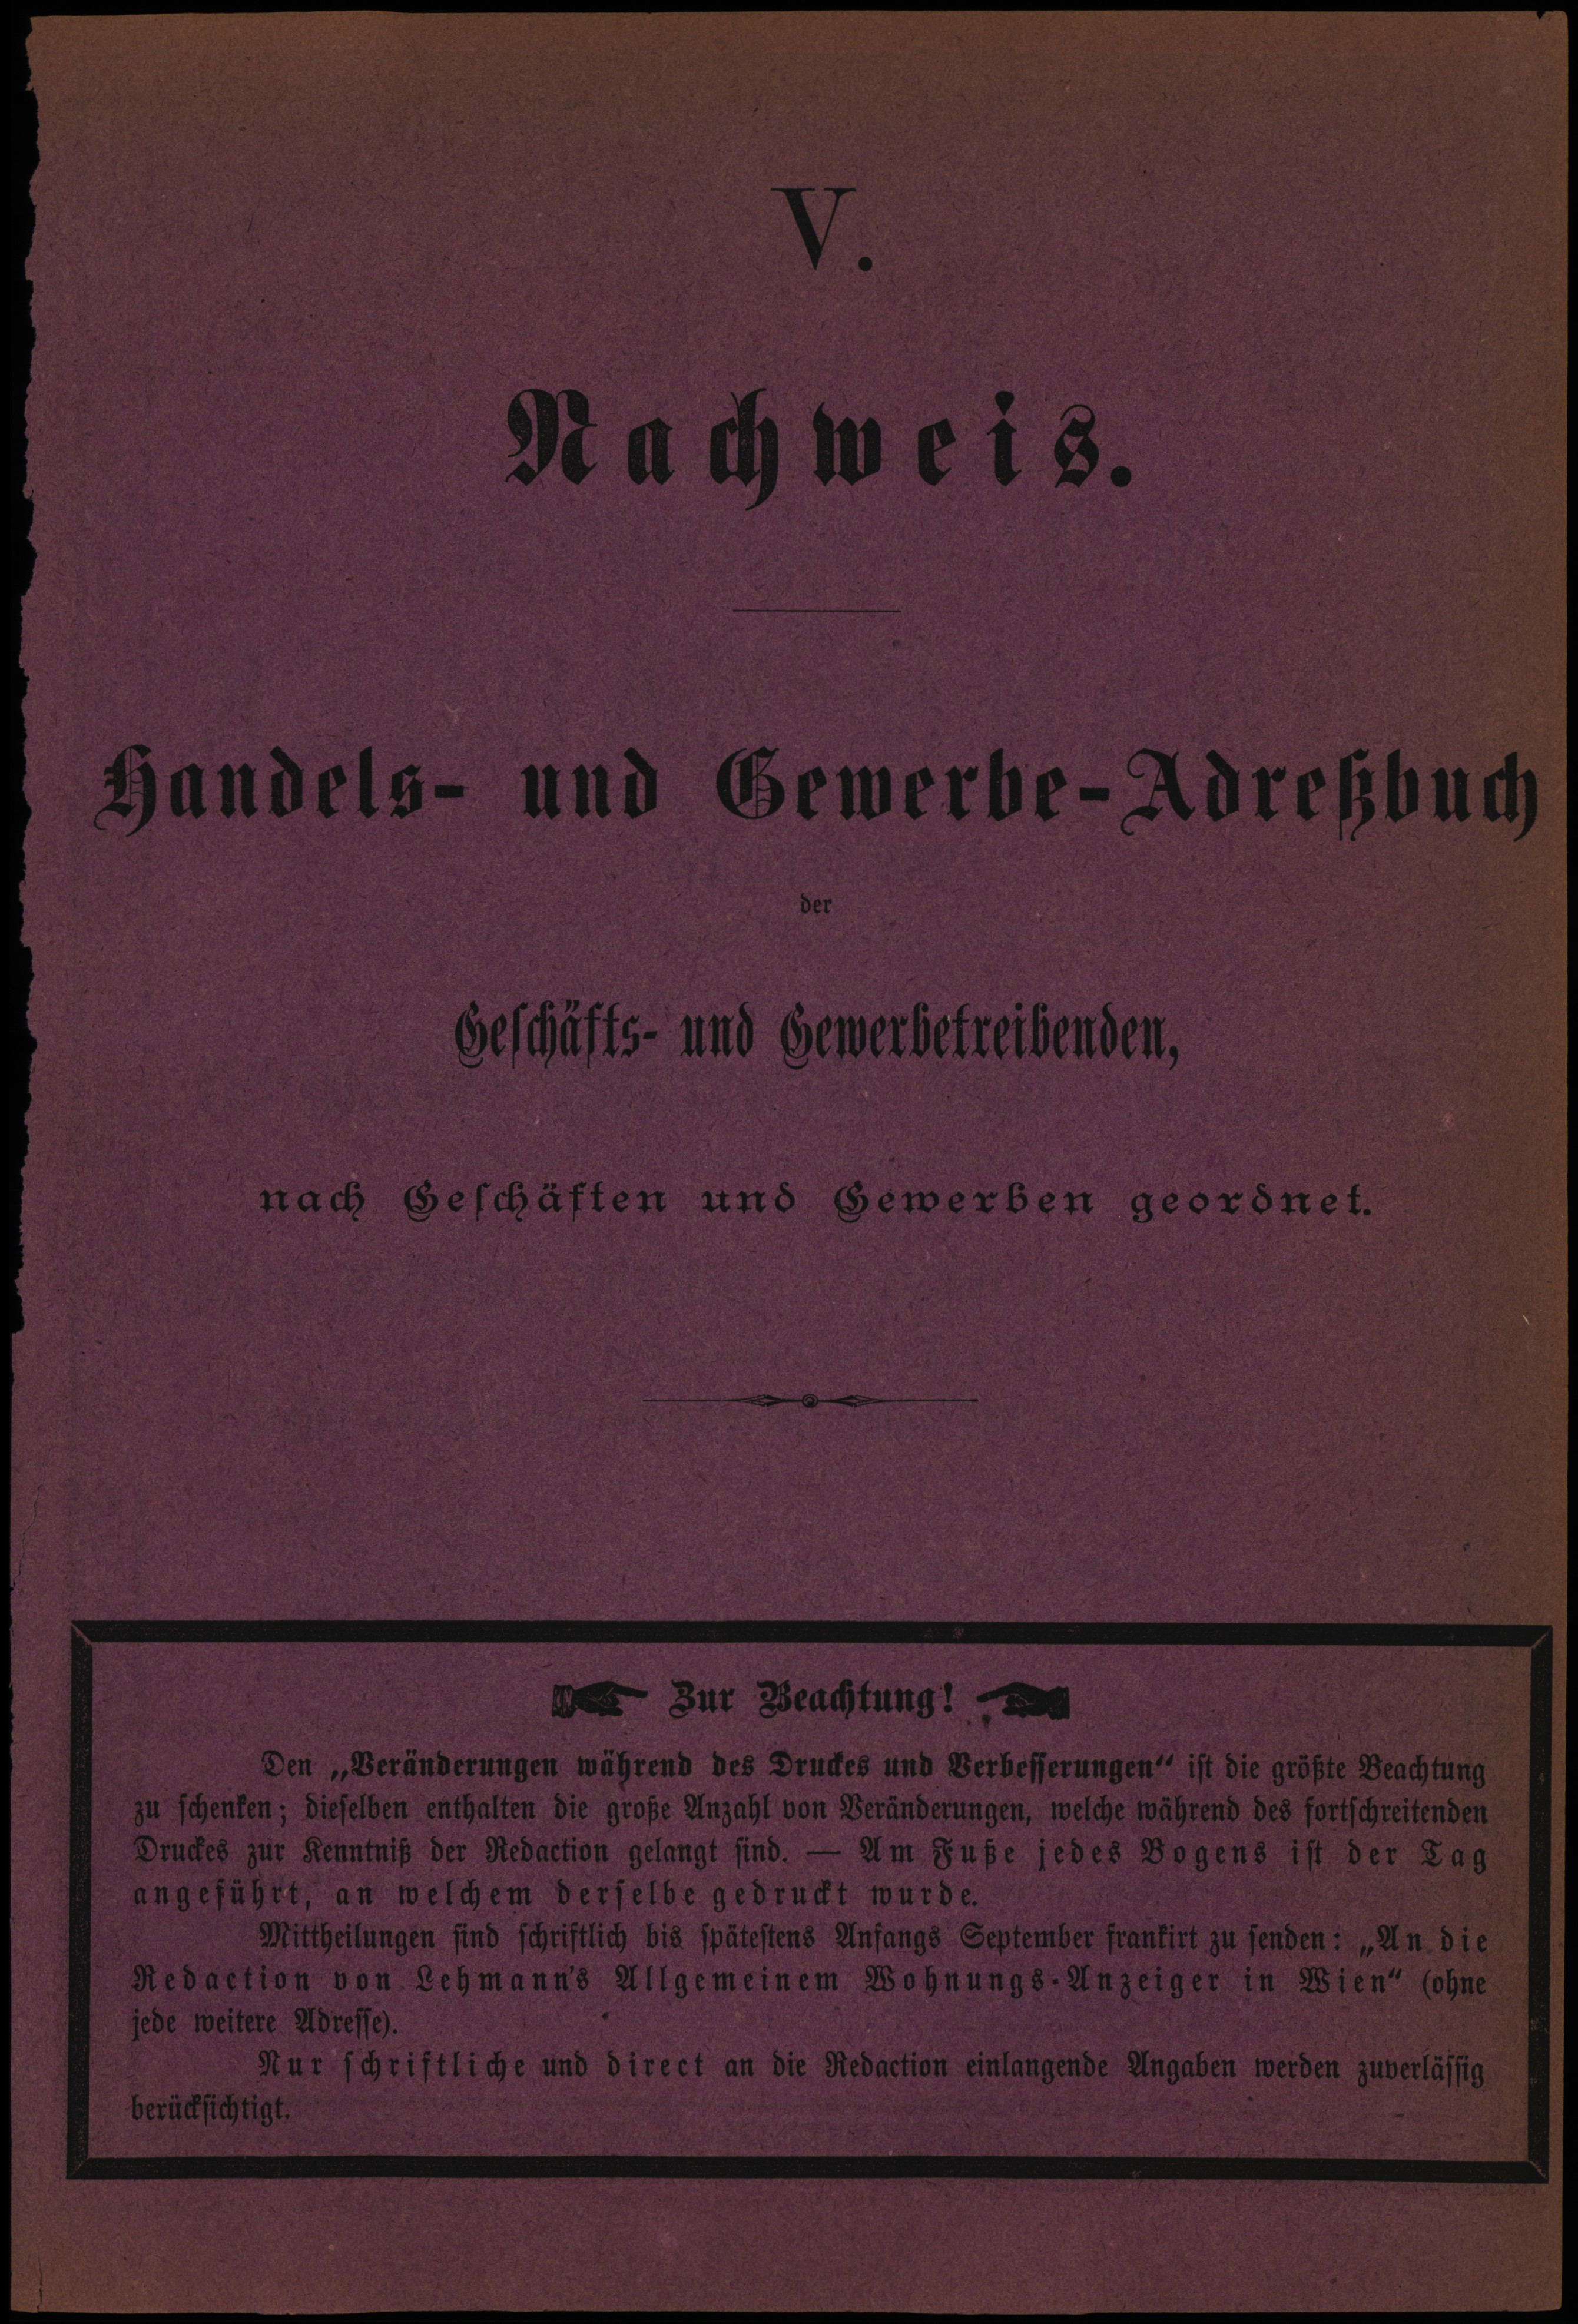 V.
Nachweis.
Handels- und Gewerbe-Adreßbuch
der
Geschäfts- und Gewerbetreibenden,
nach Geschäften und Gewerben geordnet.
Zur Beachtung!
Den „Veränderungen während des Druckes und Verbesserungen“ ist die größte Beachtung
zu schenken; dieselben enthalten die große Anzahl von Veränderungen, welche während des fortschreitenden
Druckes zur Kenntniß der Redaction gelangt sind. — Am Fuße jedes Bogens ist der Tag
angeführt, an welchem derselbe gedruckt wurde.
Mittheilungen sind schriftlich bis spätestens Anfangs September frankirt zu senden: „An die
Redaction von Lehmann's Allgemeinem Wohnungs-Anzeiger in Wien“ (ohne
jede weitere Adresse).
Nur schriftliche und direct an die Redaction einlangende Angaben werden zuverlässig
berücksichtigt.